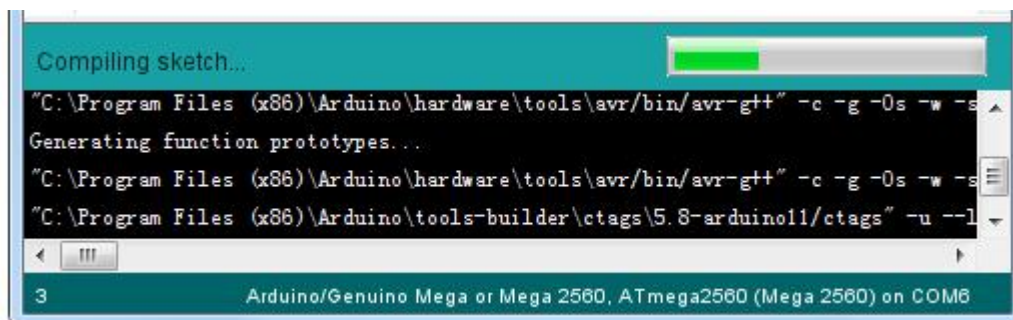 Compiling sketch...
"C:\Program Files (x86)\Arduino\hardware\tools\avr/bin/avr-g++" -c -g -Os -w -s
Generating function prototypes...
"C:\Program Files (x86)\Arduino\hardware\tools\avr/bin/avr-g++" -c -g -Os -w -s
"C:\Program Files (x86)\Arduino\tools-builder\ctags\5.8-arduino11/ctags" -u --l
3 Arduino/Genuino Mega or Mega 2560, ATmega2560 (Mega 2560) on COM6